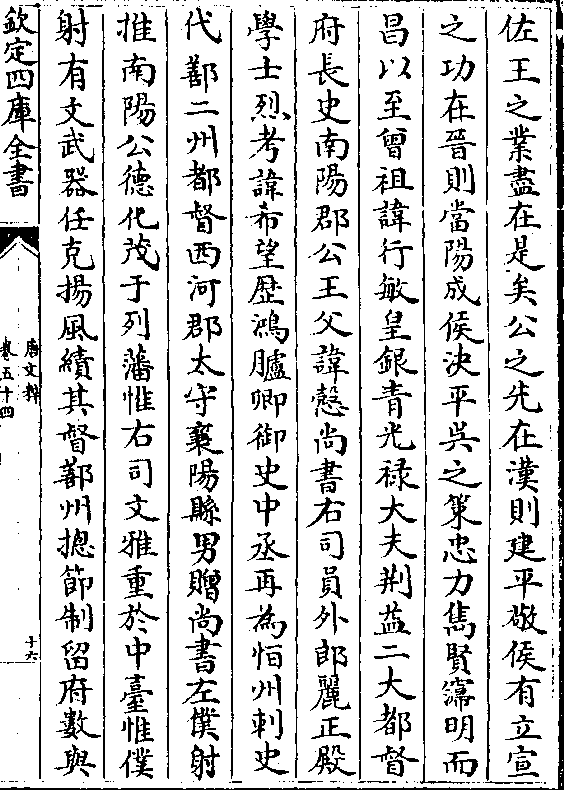 佐王之業盡在是矣公之先在漢則建平敬侯有立宣
之功在晉則當陽成侯決平吳之策忠力雋賢寖明而
昌以至曾祖諱行敏皇銀青光祿大夫荆益二大都督
府長史南陽郡公王父諱慤尚書右司員外郎麗正殿
學士烈考諱希望歴鴻臚卿御史中丞再為恒州刺史
代鄯二州都督西河郡太守襄陽縣男贈尚書左僕射
推南陽公德化茂于列藩惟右司文雅重於中臺惟僕
射有文武器任克揚風績其督鄯州摠節制留府數與
欽定四庫全書
唐文粹
卷五十四
十六